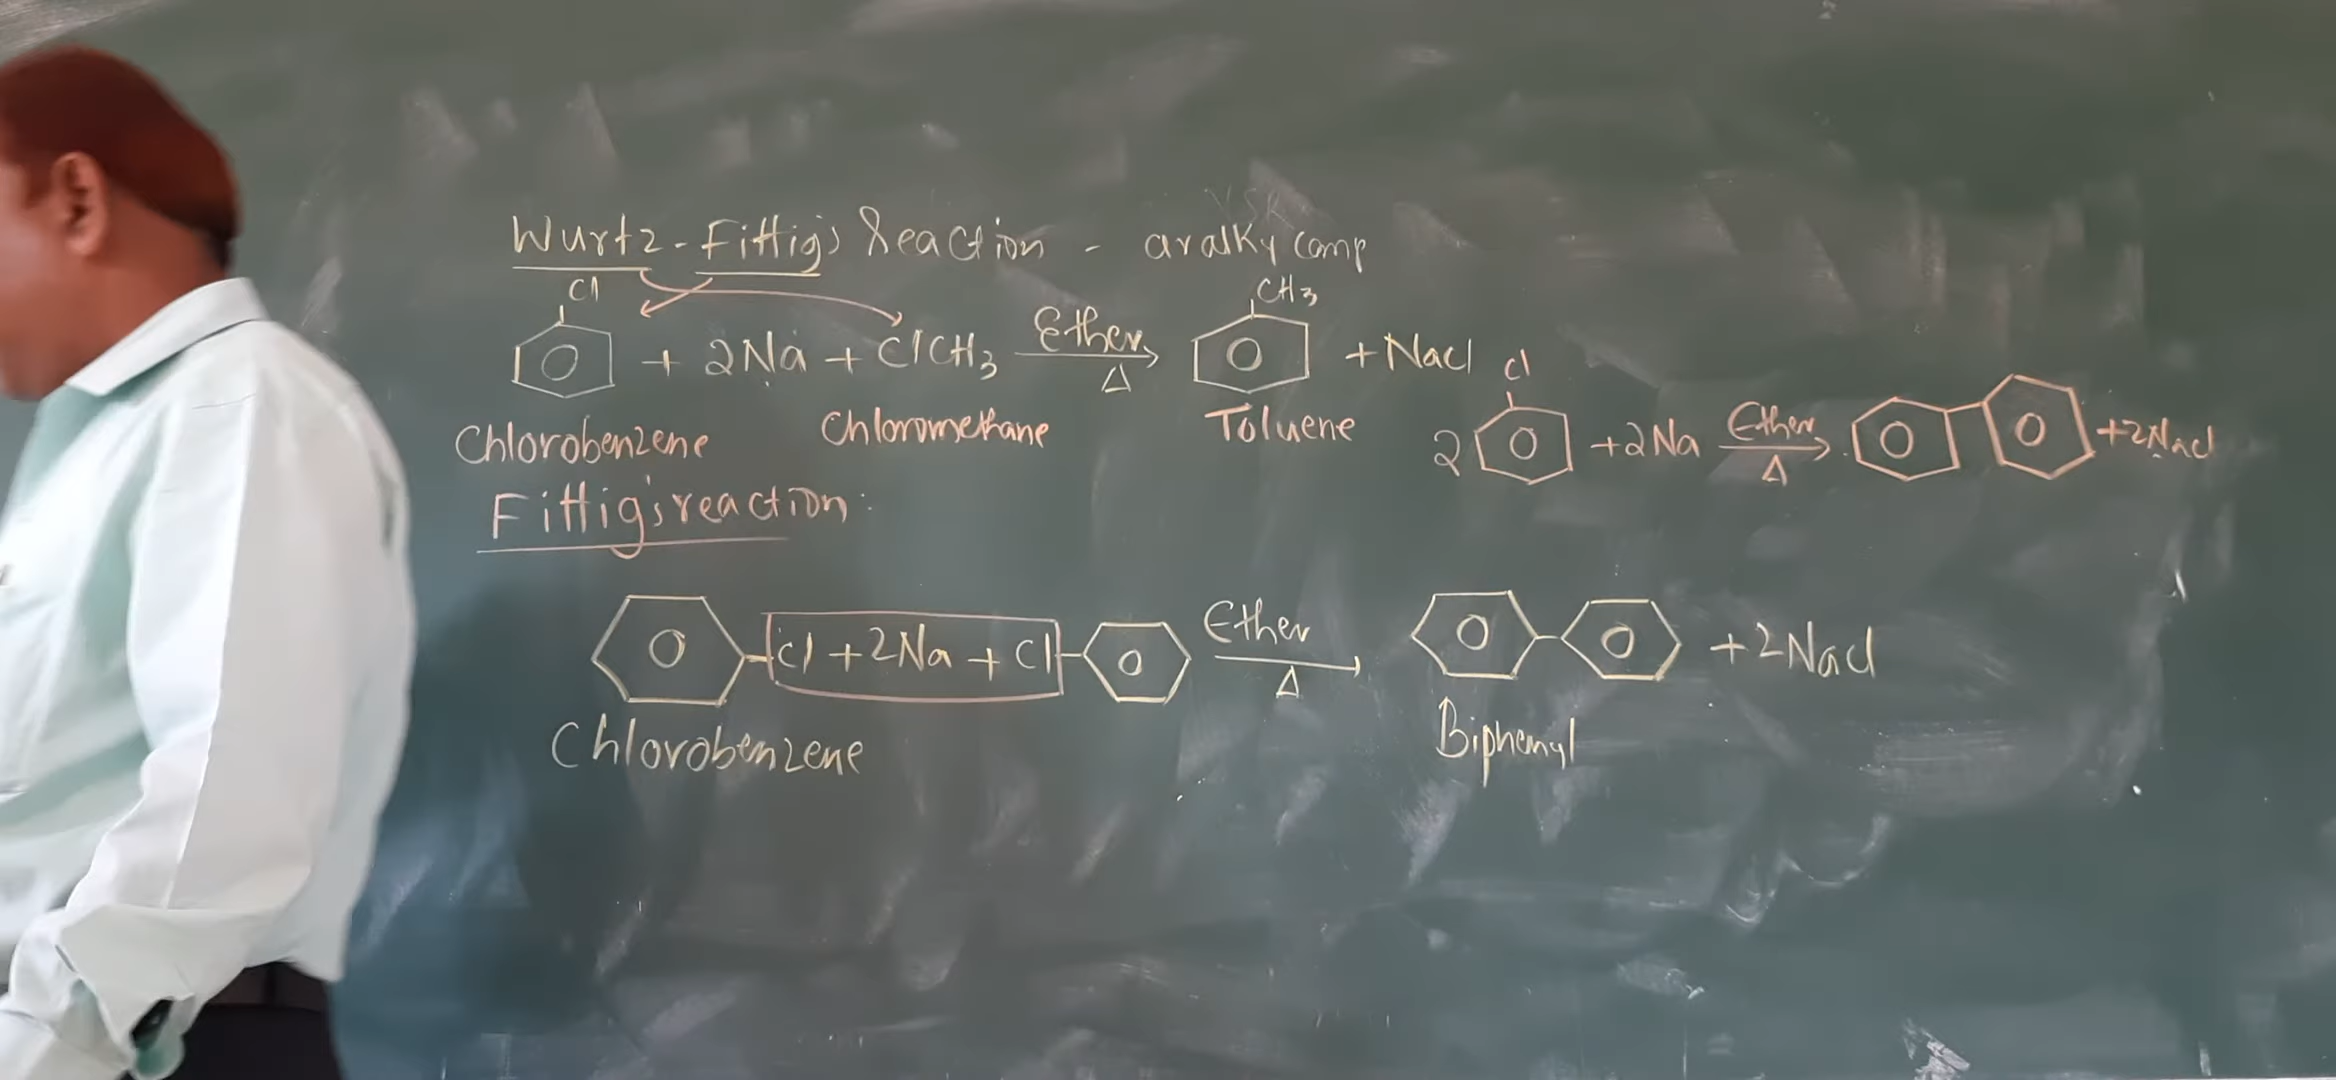 Wurtz-Fittig's Reaction - aralky comp
Cl CH3
+ 2Na + ClCH3 Ether Δ + Nacl
Chlorobenzene Chloromethane Toluene
Cl
2 +2Na Ether Δ +2Nacl
Fittig'sreaction:
Cl +2Na + Cl Ether Δ +2Nacl
Chlorobenzene Biphenyl